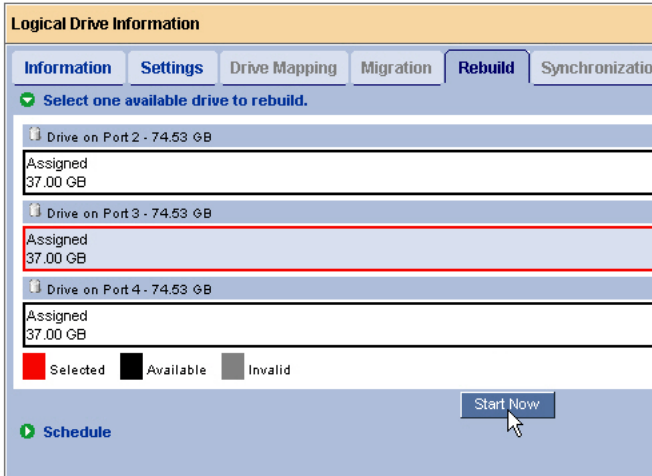 Logical Drive Information
Information Settings Drive Mapping Migration Rebuild Synchronizatio
Select one available drive to rebuild.
Drive on Port 2 - 74.53 GB
Assigned
37.00 GB
Drive on Port 3 - 74.53 GB
Assigned
37.00 GB
Drive on Port 4 - 74.53 GB
Assigned
37.00 GB
Selected Available Invalid
Start Now
Schedule